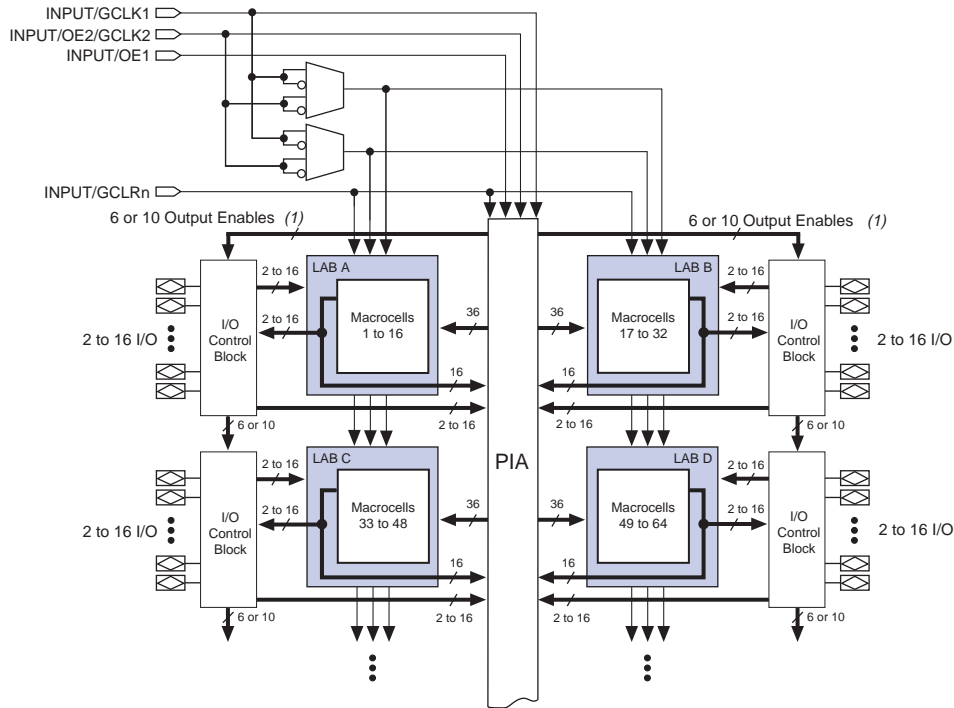 INPUT/GCLK1
INPUT/OE2/GCLK2
INPUT/OE1
INPUT/GCLRn
6 or 10 Output Enables (1)
6 or 10 Output Enables (1)
LAB A
LAB B
2 to 16
2 to 16
I/O
Control
Block
2 to 16
Macrocells
1 to 16
36
36
Macrocells
17 to 32
2 to 16
I/O
Control
Block
2 to 16 I/O
2 to 16 I/O
16
16
2 to 16
2 to 16
6 or 10
6 or 10
LAB C
PIA
LAB D
2 to 16
2 to 16
I/O
Control
Block
2 to 16
Macrocells
33 to 48
36
36
Macrocells
49 to 64
2 to 16
I/O
Control
Block
2 to 16 I/O
2 to 16 I/O
16
16
2 to 16
2 to 16
6 or 10
6 or 10